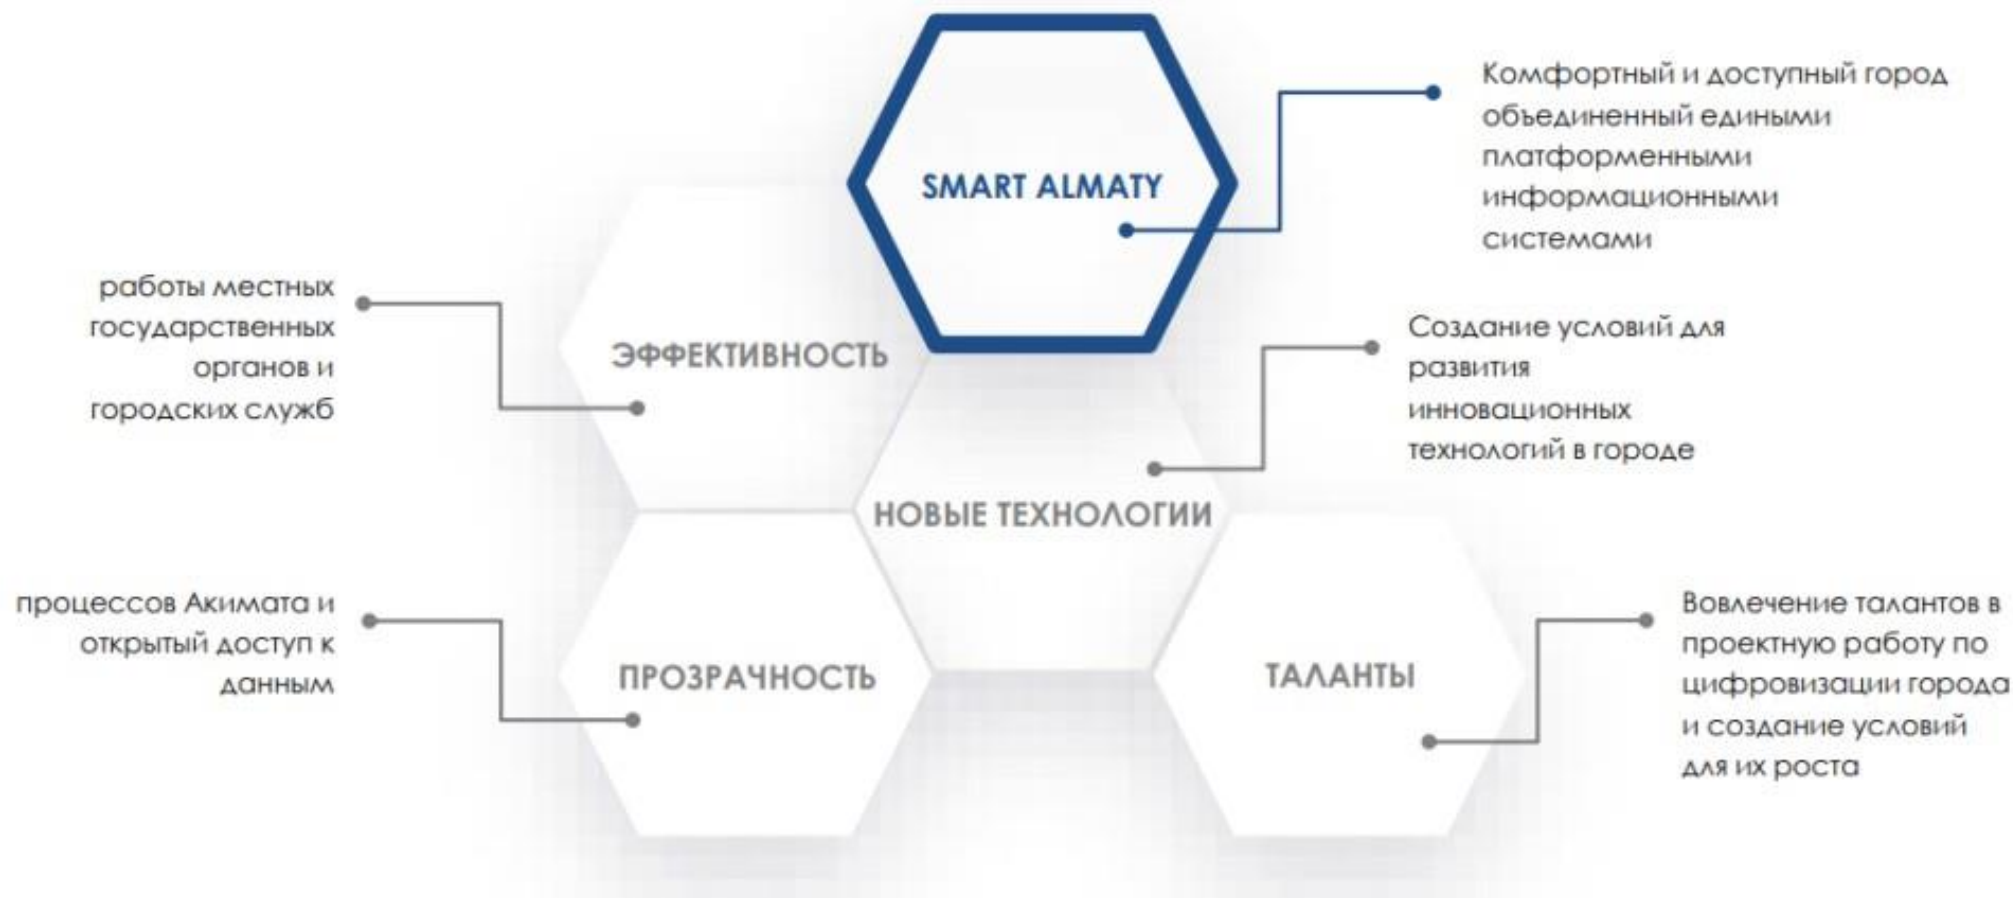 SMART ALMATY
Комфортный и доступный город
объединенный едиными
платформенными
информационными
системами
работы местных
государственных
органов и
городских служб
ЭФФЕКТИВНОСТЬ
Создание условий для
развития
инновационных
технологий в городе
НОВЫЕ ТЕХНОЛОГИИ
процессов Акимата и
открытый доступ к
данным
ПРОЗРАЧНОСТЬ
ТАЛАНТЫ
Вовлечение талантов в
проектную работу по
цифровизации города
и создание условий
для их роста